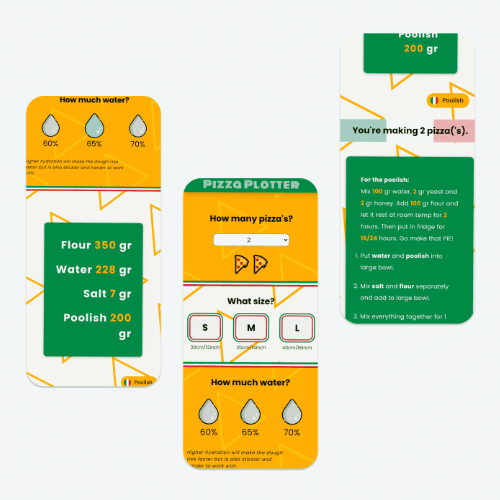 How much water?
60% 65% 70%
Higher hydration will make the dough rise
faster but is also stickier and harder to work
Flour 350 gr
Water 228 gr
Salt 7 gr
Poolish 200
gr
Poolish
Pizza Plotter
How many pizza's?
2
What size?
S M L
30cm/12inch
How much water?
60% 65% 70%
Higher hydration will make the dough
rise faster but is also stickier and
harder to work with.
Poolish
200 gr
Poolish
You're making 2 pizza('s).
For the poolish:
Mix 100 gr water, 2 gr yeast and
2 gr honey. Add 100 gr flour and
let it rest at room temp for 2
hours. Then put in fridge for
16/24 hours. Go make that PIE!
1. Put water and poolish into
large bowl.
2. Mix salt and flour separately
and add to large bowl.
3. Mix everything together for 1